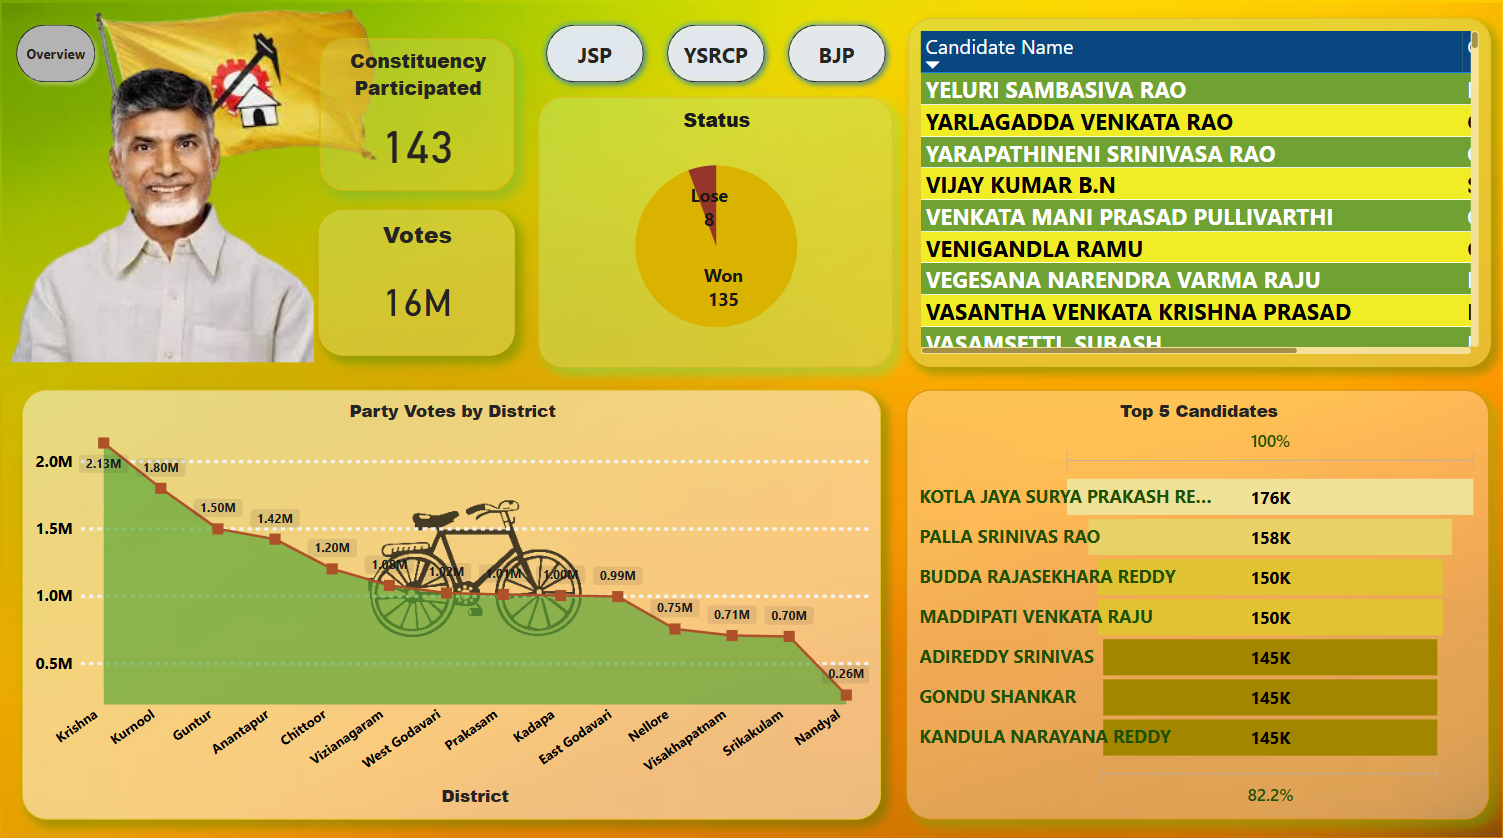 Overview
Constituency
Participated
143
Votes
16M
JSP
YSRCP
BJP
Status
Lose
8
Won
135
Candidate Name
YELURI SAMBASIVA RAO
YARLAGADDA VENKATA RAO
YARAPATHINENI SRINIVASA RAO
VIJAY KUMAR B.N
VENKATA MANI PRASAD PULLIVARTHI
VENIGANDLA RAMU
VEGESANA NARENDRA VARMA RAJU
VASANTHA VENKATA KRISHNA PRASAD
VASAMSETTI SUBASH
Party Votes by District
2.0M
1.5M
1.0M
0.5M
2.13M
1.80M
1.50M
1.42M
1.20M
1.08M
1.02M
1.01M
1.00M
0.99M
0.75M
0.71M
0.70M
0.26M
Krishna
Kurnool
Guntur
Anantapur
Chittoor
Vizianagaram
West Godavari
Prakasam
Kadapa
East Godavari
Nellore
Visakhapatnam
Srikakulam
Nandyal
District
Top 5 Candidates
100%
KOTLA JAYA SURYA PRAKASH RE... 176K
PALLA SRINIVAS RAO 158K
BUDDA RAJASEKHARA REDDY 150K
MADDIPATI VENKATA RAJU 150K
ADIREDDY SRINIVAS 145K
GONDU SHANKAR 145K
KANDULA NARAYANA REDDY 145K
82.2%